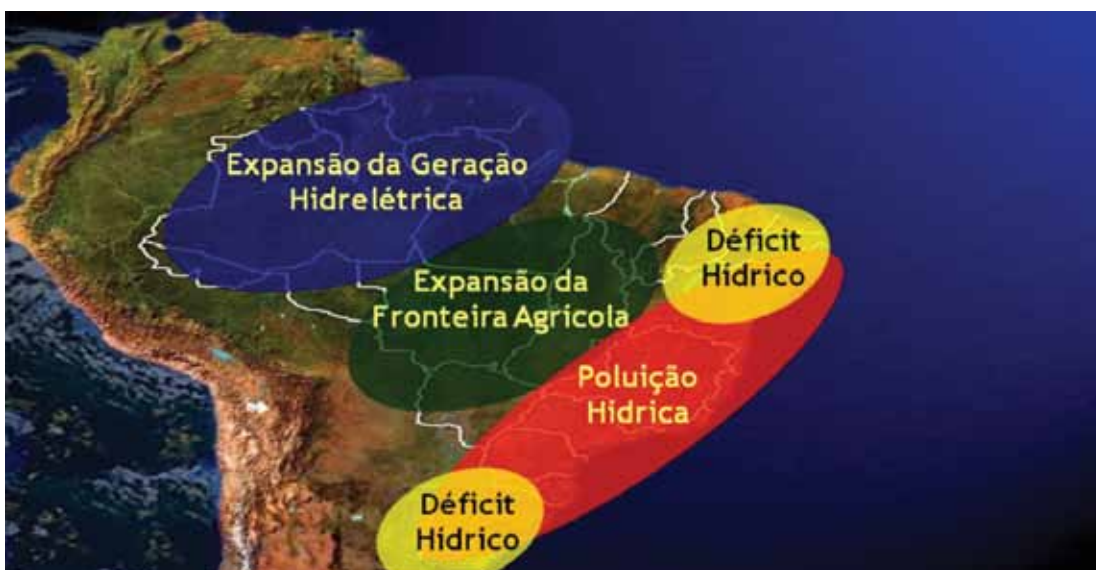 Expansão da Geração
Hidrelétrica
Expansão da
Fronteira Agrícola
Déficit
Hídrico
Poluição
Hídrica
Déficit
Hídrico